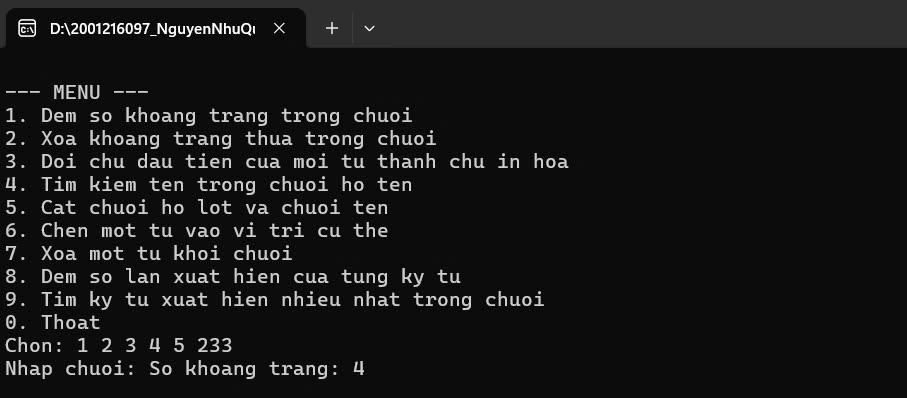 D:\2001216097_NguyenNhuQu
--- MENU ---
1. Dem so khoang trang trong chuoi
2. Xoa khoang trang thua trong chuoi
3. Doi chu dau tien cua moi tu thanh chu in hoa
4. Tim kiem ten trong chuoi ho ten
5. Cat chuoi ho lot va chuoi ten
6. Chen mot tu vao vi tri cu the
7. Xoa mot tu khoi chuoi
8. Dem so lan xuat hien cua tung ky tu
9. Tim ky tu xuat hien nhieu nhat trong chuoi
0. Thoat
Chon: 1 2 3 4 5 233
Nhap chuoi: So khoang trang: 4